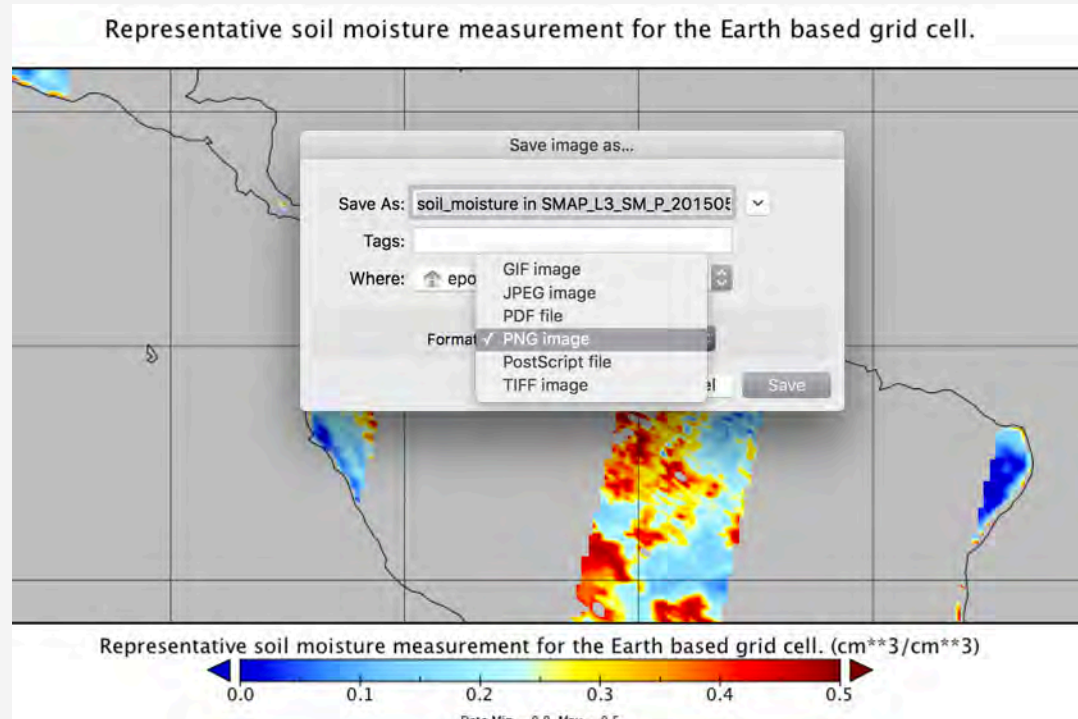 Representative soil moisture measurement for the Earth based grid cell.
Save image as...
Save As: soil_moisture in SMAP_L3_SM_P_201505
Tags:
Where: epo
GIF image
JPEG image
PDF file
Format ✓ PNG image
PostScript file
TIFF image
el Save
Representative soil moisture measurement for the Earth based grid cell. (cm**3/cm**3)
0.0 0.1 0.2 0.3 0.4 0.5